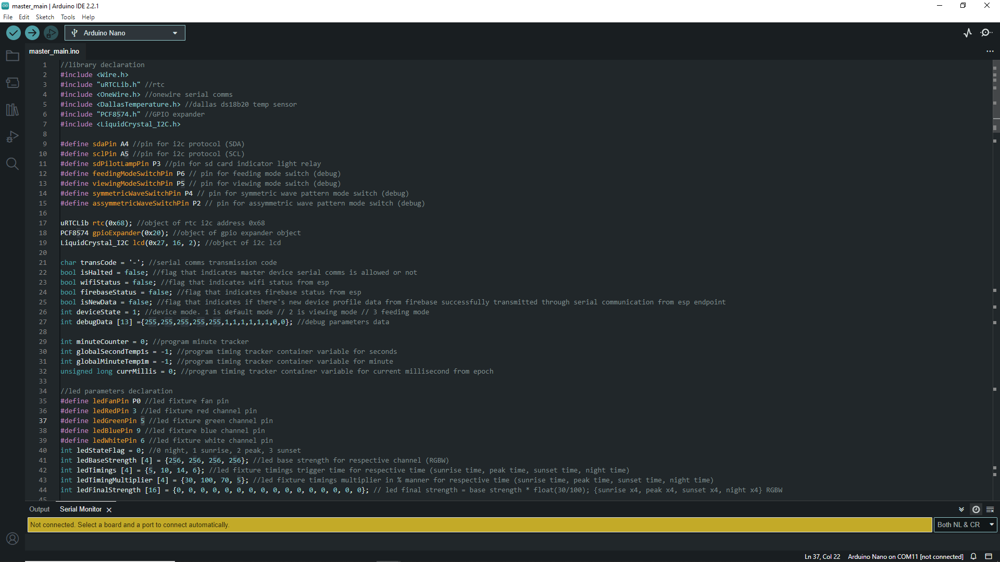 master_main | Arduino IDE 2.2.1
File Edit Sketch Tools Help
Arduino Nano
master_main.ino
1 //library declaration
2 #include <Wire.h>
3 #include "uRTCLib.h" //rtc
4 #include <OneWire.h> //onewire serial comms
5 #include <DallasTemperature.h> //dallas ds18b20 temp sensor
6 #include "PCF8574.h" //GPIO expander
7 #include <LiquidCrystal_I2C.h>
8
9 #define sdaPin A4 //pin for i2c protocol (SDA)
10 #define sclPin A5 //pin for i2c protocol (SCL)
11 #define sdPilotLampPin P3 //pin for sd card indicator light relay
12 #define feedingModeSwitchPin P6 // pin for feeding mode switch (debug)
13 #define viewingModeSwitchPin P5 // pin for viewing mode switch (debug)
14 #define symmetricWaveSwitchPin P4 // pin for symmetric wave pattern mode switch (debug)
15 #define assymmetricWaveSwitchPin P2 // pin for assymmetric wave pattern mode switch (debug)
16
17 uRTCLib rtc(0x68); //object of rtc i2c address 0x68
18 PCF8574 gpioExpander(0x20); //object of gpio expander object
19 LiquidCrystal_I2C lcd(0x27, 16, 2); //object of i2c lcd
20
21 char transCode = '-'; //serial comms transmission code
22 bool isHalted = false; //flag that indicates master device serial comms is allowed or not
23 bool wifiStatus = false; //flag that indicates wifi status from esp
24 bool firebaseStatus = false; //flag that indicates firebase status from esp
25 bool isNewData = false; //flag that indicates if there's new device profile data from firebase successfully transmitted through serial communication from esp endpoint
26 int deviceState = 1; //device mode. 1 is default mode // 2 is viewing mode // 3 feeding mode
27 int debugData [13] ={255,255,255,255,255,1,1,1,1,1,1,0,0}; //debug parameters data
28
29 int minuteCounter = 0; //program minute tracker
30 int globalSecondTemp1s = -1; //program timing tracker container variable for seconds
31 int globalMinuteTemp1m = -1; //program timing tracker container variable for minute
32 unsigned long currMillis = 0; //program timing tracker container variable for current millisecond from epoch
33
34 //led parameters declaration
35 #define ledFanPin P0 //led fixture fan pin
36 #define ledRedPin 3 //led fixture red channel pin
37 #define ledGreenPin 5 //led fixture green channel pin
38 #define ledBluePin 9 //led fixture blue channel pin
39 #define ledWhitePin 6 //led fixture white channel pin
40 int ledStateFlag = 0; //0 night, 1 sunrise, 2 peak, 3 sunset
41 int ledBaseStrength [4] = {256, 256, 256, 256}; //led base strength for respective channel (RGBW)
42 int ledTimings [4] = {5, 10, 14, 6}; //led fixture timings trigger time for respective time (sunrise time, peak time, sunset time, night time)
43 int ledTimingMultiplier [4] = {30, 100, 70, 5}; //led fixture timings multiplier in % manner for respective time (sunrise time, peak time, sunset time, night time)
44 int ledFinalStrength [16] = {0, 0, 0, 0, 0, 0, 0, 0, 0, 0, 0, 0, 0, 0, 0, 0}; // led final strength = base strength * float(30/100); {sunrise x4, peak x4, sunset x4, night x4} RGBW
45
Output Serial Monitor
Not connected. Select a board and a port to connect automatically.
Both NL & CR
Ln 37, Col 22 Arduino Nano on COM11 [not connected]